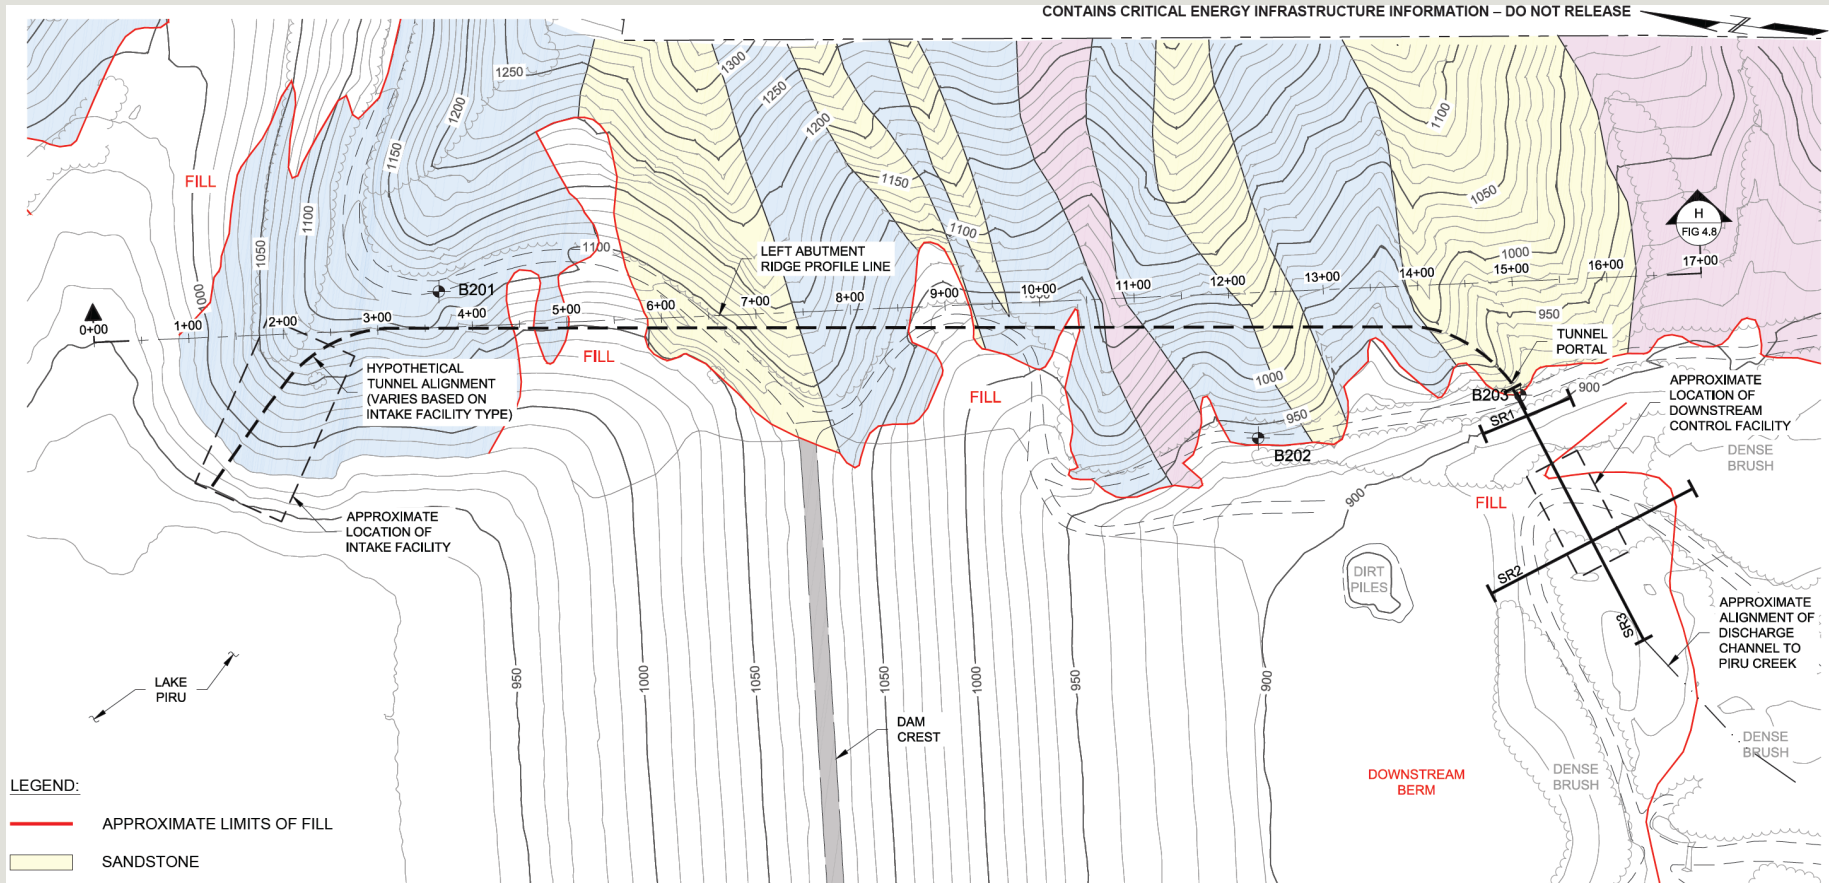 CONTAINS CRITICAL ENERGY INFRASTRUCTURE INFORMATION – DO NOT RELEASE
1300
1250
1250
1200
1200
1150
1150
1100
1100
1100
1050
1050
1000
1000
1100
FILL
H
FIG 4.8
LEFT ABUTMENT
RIDGE PROFILE LINE
B201
0+00
1+00
2+00
3+00
4+00
5+00
6+00
7+00
8+00
9+00
10+00
11+00
12+00
13+00
14+00
15+00
16+00
17+00
950
TUNNEL
PORTAL
FILL
HYPOTHETICAL
TUNNEL ALIGNMENT
(VARIES BASED ON
INTAKE FACILITY TYPE)
FILL
1000
950
900
B203
SR1
B202
APPROXIMATE
LOCATION OF
DOWNSTREAM
CONTROL FACILITY
DENSE
BRUSH
900
FILL
APPROXIMATE
LOCATION OF
INTAKE FACILITY
DIRT
PILES
SR2
SR3
APPROXIMATE
ALIGNMENT OF
DISCHARGE
CHANNEL TO
PIRU CREEK
LAKE
PIRU
950
1000
1050
1050
1000
950
900
DAM
CREST
DENSE
BRUSH
DOWNSTREAM
BERM
DENSE
BRUSH
LEGEND:
APPROXIMATE LIMITS OF FILL
SANDSTONE